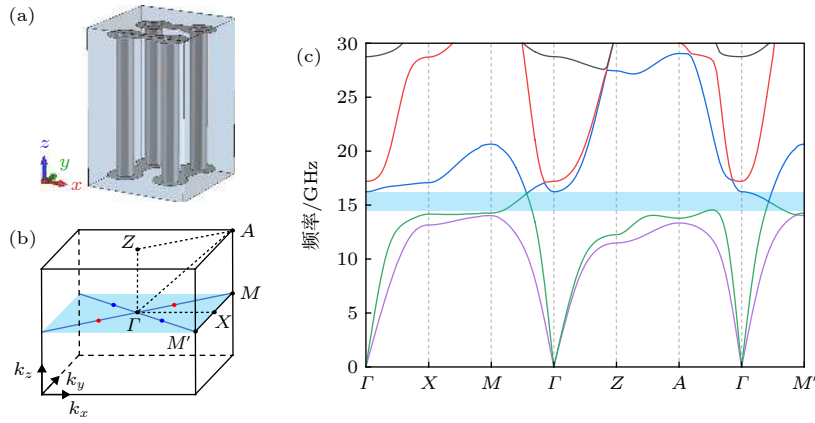 (a)
z
y
x
(b)
Z
A
M
Γ
X
M′
k_z
k_y
k_x
(c)
频率/GHz
30
25
20
15
10
5
0
Γ X M Γ Z A Γ M′